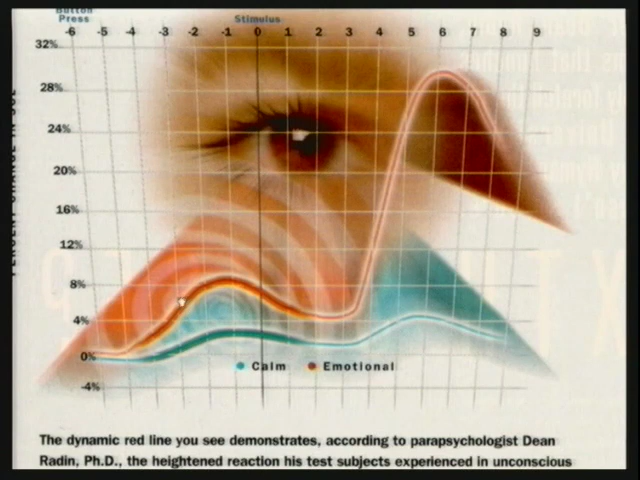 Button
Press Stimulus
-6 -5 -4 -3 -2 -1 0 1 2 3 4 5 6 7 8 9
32%
28%
24%
20%
16%
12%
8%
4%
0%
-4%
Calm Emotional
The dynamic red line you see demonstrates, according to parapsychologist Dean
Radin, Ph.D., the heightened reaction his test subjects experienced in unconscious